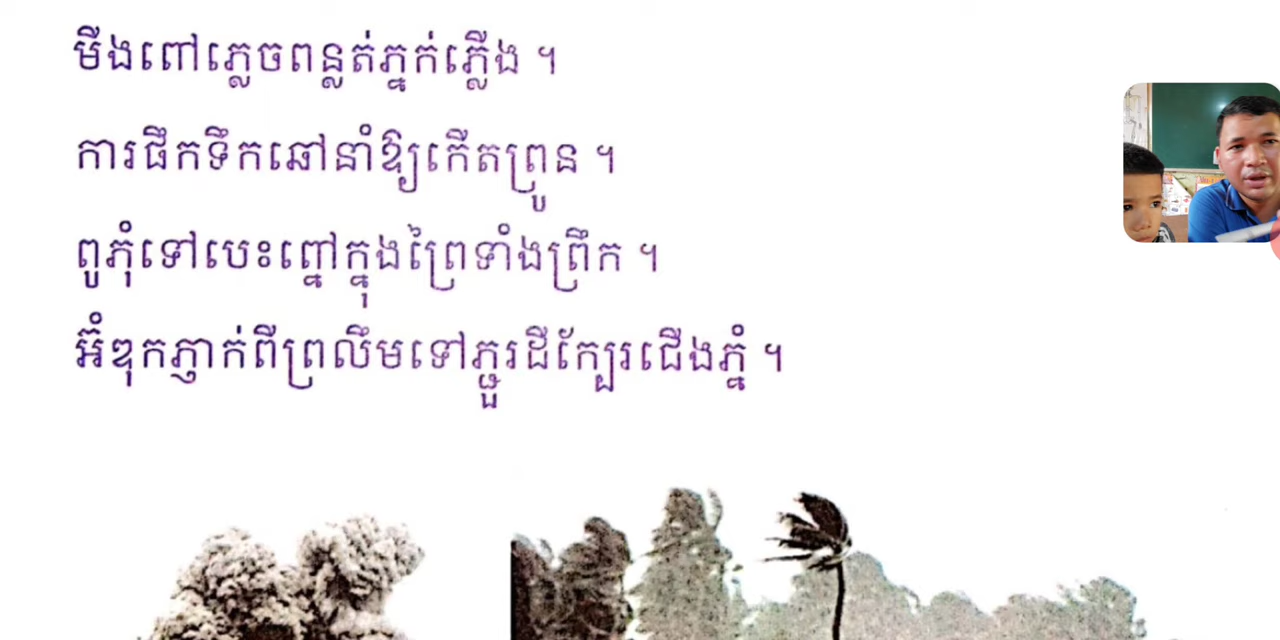 មីងពៅភ្លេចពន្លត់ភ្នក់ភ្លើង ។
ការផឹកទឹកឆៅនាំឱ្យកើតព្រូន ។
ពូភុំទៅបេះព្នៅក្នុងព្រៃទាំងព្រឹក ។
អ៊ំឌុកភ្ញាក់ពីព្រលឹមទៅភ្ជួរដីក្បែរជើងភ្នំ ។